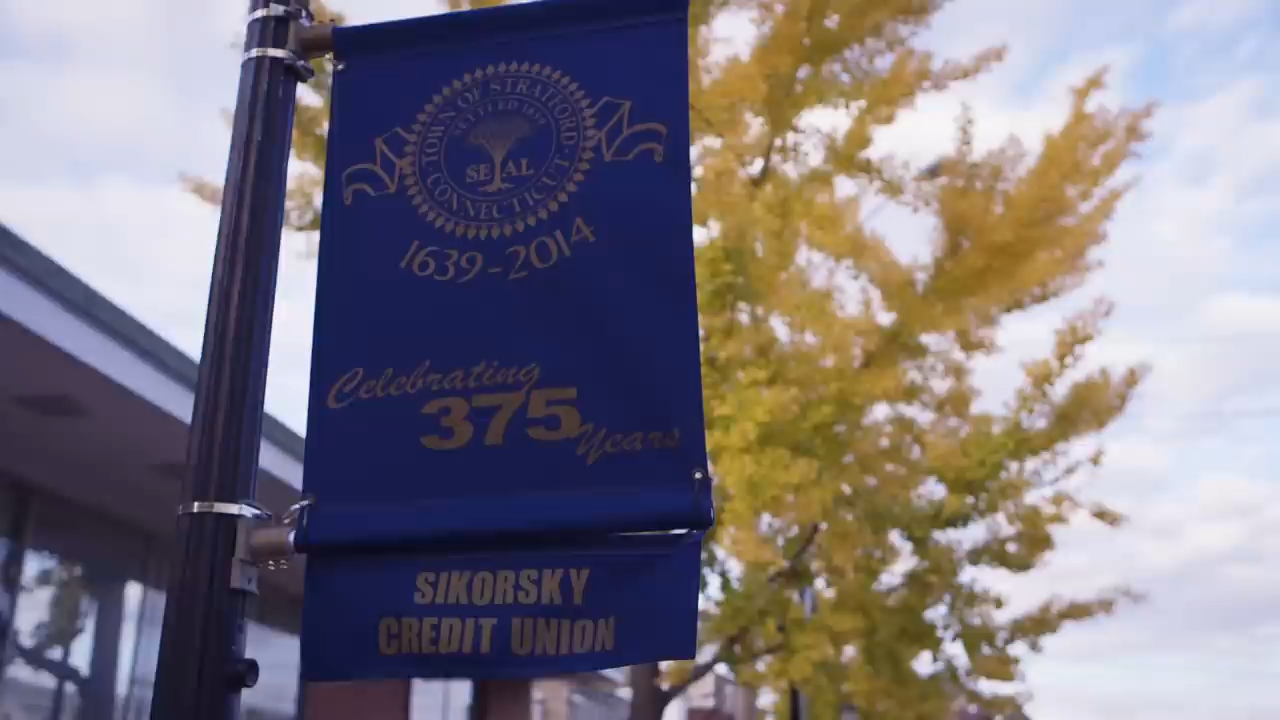 TOWN OF STRATFORD
SETTLED 1639
SEAL
· CONNECTICUT ·
1639-2014
Celebrating
375
Years
SIKORSKY
CREDIT UNION